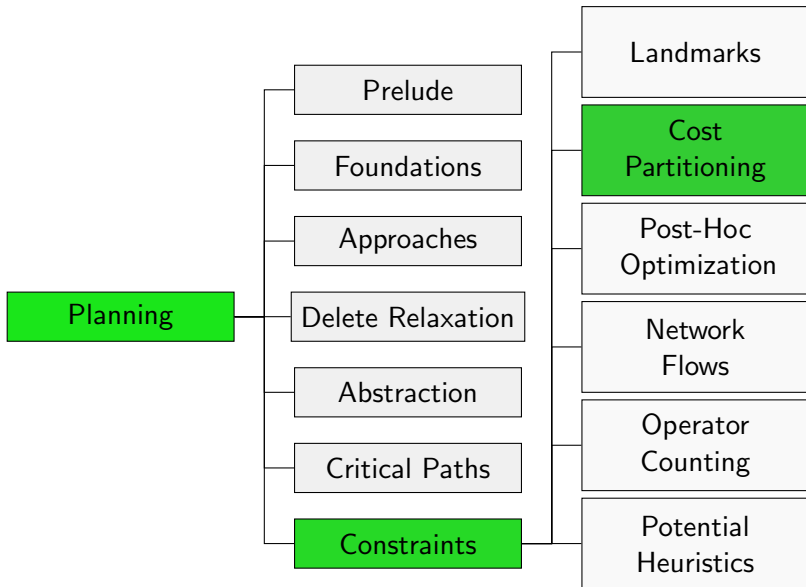 Planning
Prelude
Foundations
Approaches
Delete Relaxation
Abstraction
Critical Paths
Constraints
Landmarks
Cost
Partitioning
Post-Hoc
Optimization
Network
Flows
Operator
Counting
Potential
Heuristics